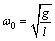 ω₀ = √(g/l)